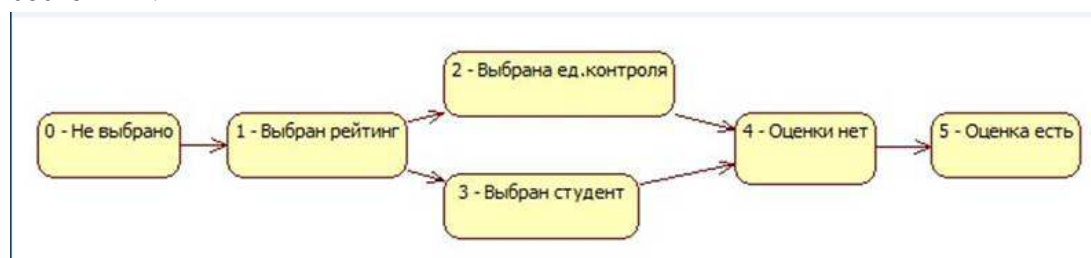 2 - Выбрана ед.контроля
0 - Не выбрано
1 - Выбран рейтинг
4 - Оценки нет
5 - Оценка есть
3 - Выбран студент